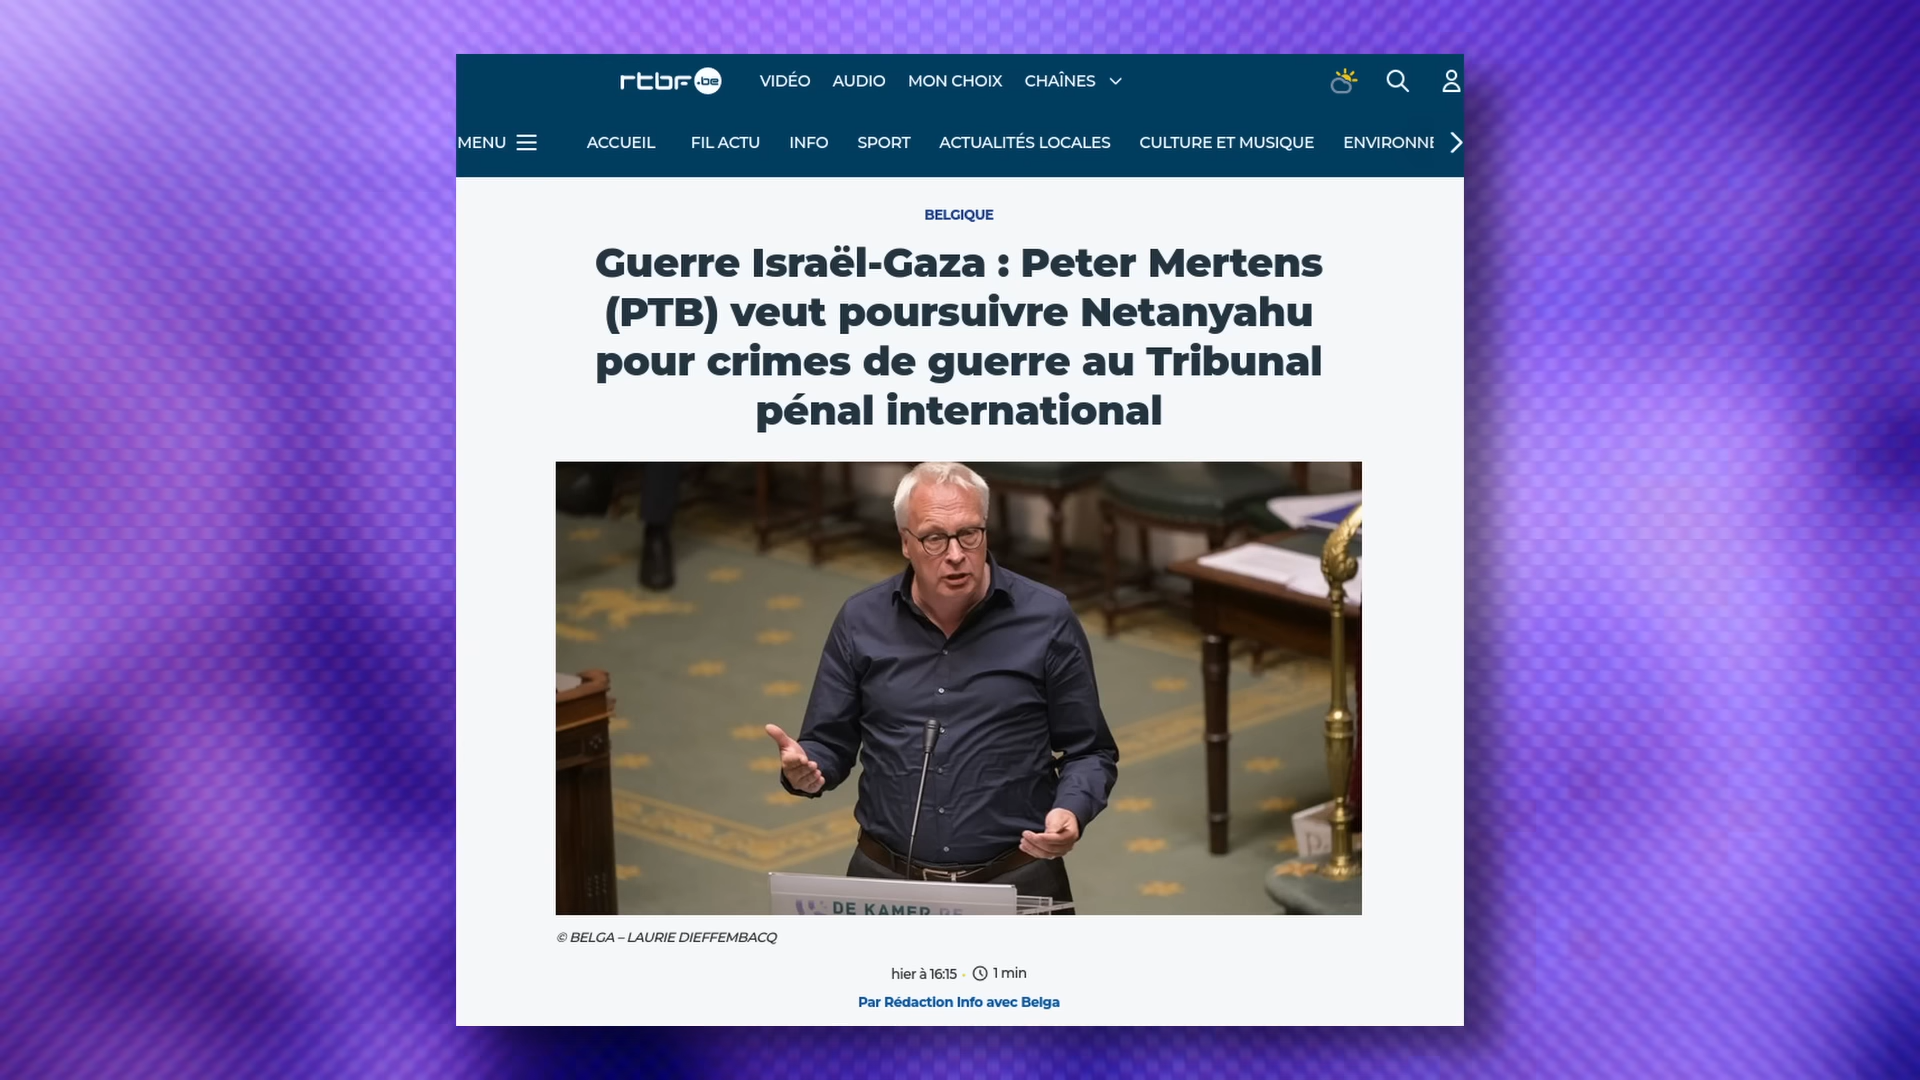 rtbf.be
VIDÉO AUDIO MON CHOIX CHAÎNES
MENU ACCUEIL FIL ACTU INFO SPORT ACTUALITÉS LOCALES CULTURE ET MUSIQUE ENVIRONNE
BELGIQUE
Guerre Israël-Gaza : Peter Mertens
(PTB) veut poursuivre Netanyahu
pour crimes de guerre au Tribunal
pénal international
DE KAMER
© BELGA – LAURIE DIEFFEMBACQ
hier à 16:15 · 1 min
Par Rédaction Info avec Belga